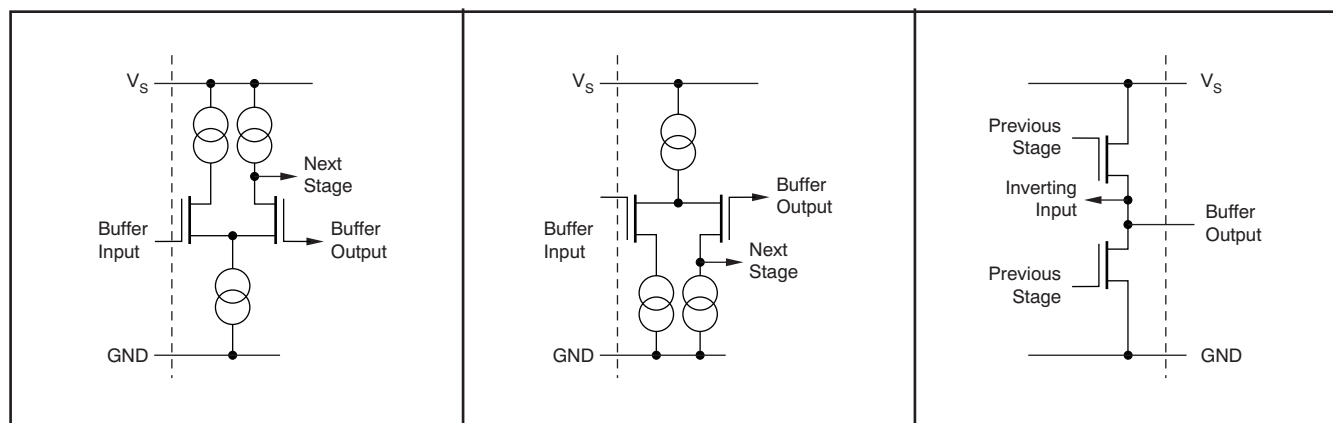 V_S
Next
Stage
Buffer
Input
Buffer
Output
GND
V_S
Buffer
Output
Buffer
Input
Next
Stage
GND
V_S
Previous
Stage
Inverting
Input
Buffer
Output
Previous
Stage
GND